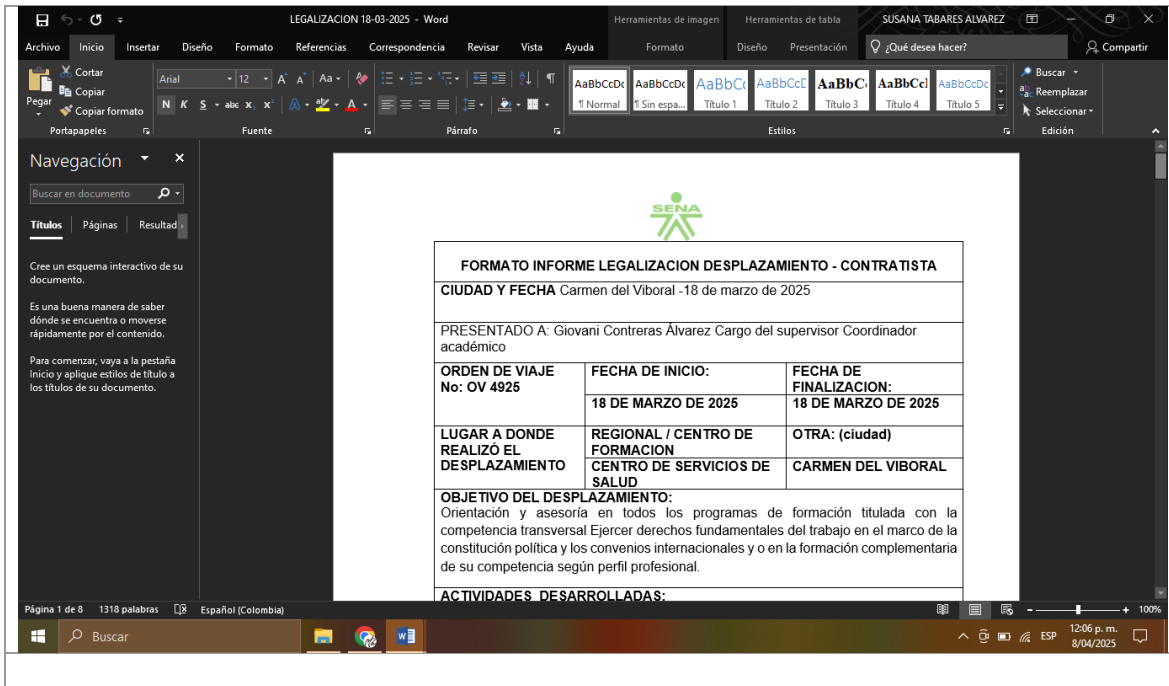 LEGALIZACION 18-03-2025 - Word
Herramientas de imagen
Herramientas de tabla
SUSANA TABARES ALVAREZ
Archivo Inicio Insertar Diseño Formato Referencias Correspondencia Revisar Vista Ayuda Formato Diseño Presentación ¿Qué desea hacer? Compartir
Pegar
Cortar
Copiar
Copiar formato
Portapapeles
Arial 12
N K S abc x, x²
Fuente
Párrafo
AaBbCcDc AaBbCcDc AaBbC( AaBbCcE AaBbC AaBbCc] AaBbCcDc
¶ Normal ¶ Sin espa... Título 1 Título 2 Título 3 Título 4 Título 5
Estilos
Buscar
Reemplazar
Seleccionar
Edición
Navegación
Buscar en documento
Títulos Páginas Resultad
Cree un esquema interactivo de su
documento.
Es una buena manera de saber
dónde se encuentra o moverse
rápidamente por el contenido.
Para comenzar, vaya a la pestaña
Inicio y aplique estilos de título a
los títulos de su documento.
SENA
FORMATO INFORME LEGALIZACION DESPLAZAMIENTO - CONTRATISTA
CIUDAD Y FECHA Carmen del Viboral -18 de marzo de 2025
PRESENTADO A: Giovani Contreras Álvarez Cargo del supervisor Coordinador
académico
ORDEN DE VIAJE
No: OV 4925
FECHA DE INICIO:
FECHA DE
FINALIZACION:
18 DE MARZO DE 2025
18 DE MARZO DE 2025
LUGAR A DONDE
REALIZÓ EL
DESPLAZAMIENTO
REGIONAL / CENTRO DE
FORMACION
OTRA: (ciudad)
CENTRO DE SERVICIOS DE
SALUD
CARMEN DEL VIBORAL
OBJETIVO DEL DESPLAZAMIENTO:
Orientación y asesoría en todos los programas de formación titulada con la
competencia transversal Ejercer derechos fundamentales del trabajo en el marco de la
constitución política y los convenios internacionales y o en la formación complementaria
de su competencia según perfil profesional.
ACTIVIDADES DESARROLLADAS:
Página 1 de 8 1318 palabras Español (Colombia) 100%
Buscar
ESP
12:06 p. m.
8/04/2025